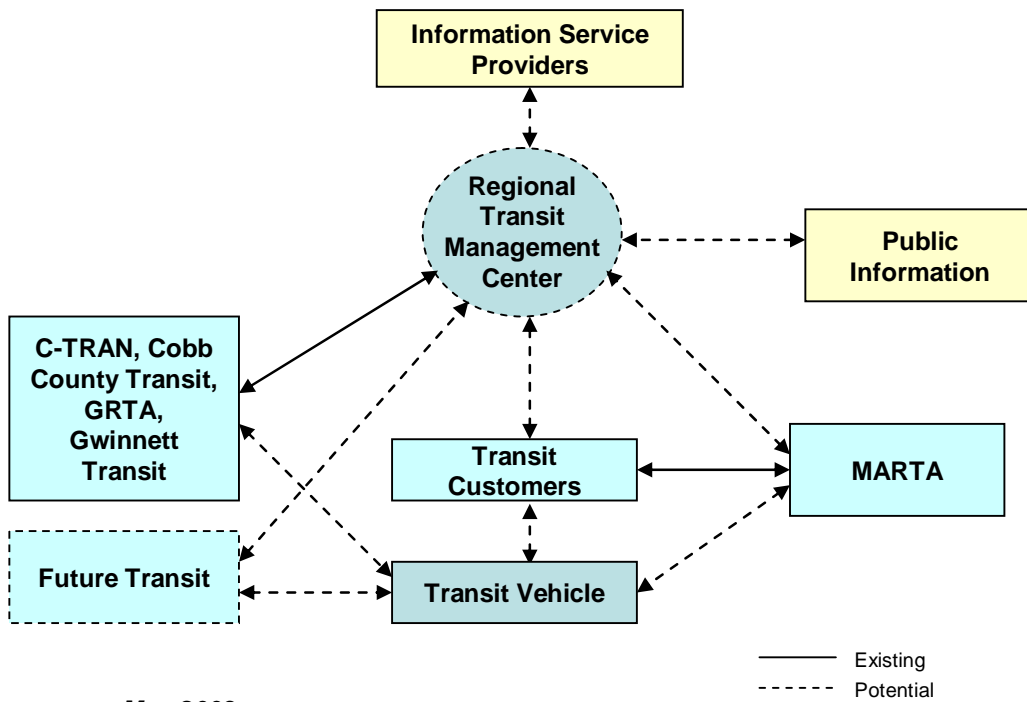 Information Service
Providers
Regional
Transit
Management
Center
Public
Information
C-TRAN, Cobb
County Transit,
GRTA,
Gwinnett
Transit
Transit
Customers
MARTA
Future Transit
Transit Vehicle
Existing
Potential